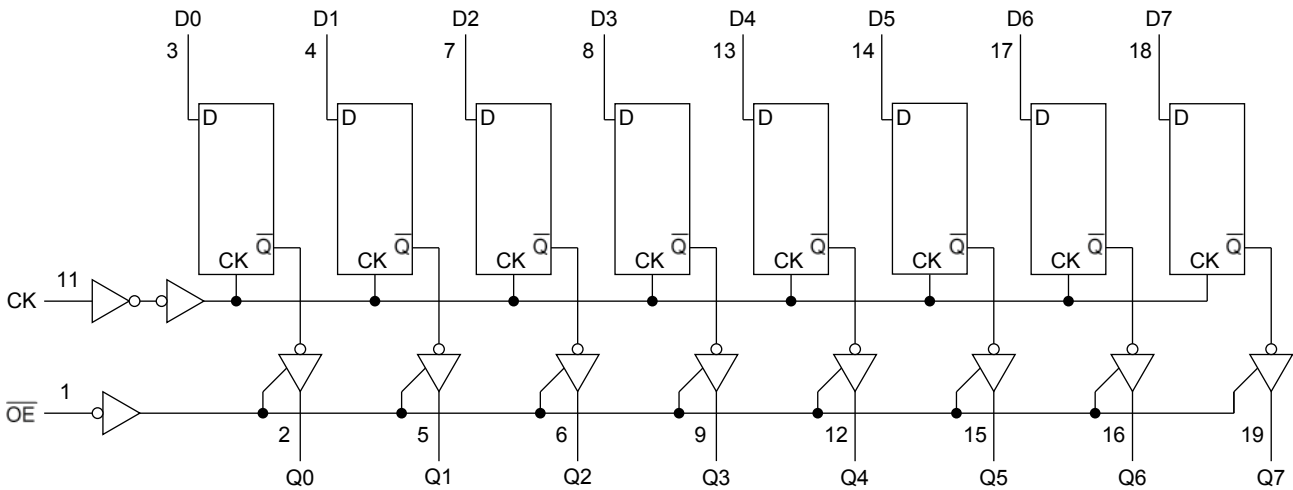 D0 D1 D2 D3 D4 D5 D6 D7
3 4 7 8 13 14 17 18
D D D D D D D D
Q̅ Q̅ Q̅ Q̅ Q̅ Q̅ Q̅ Q̅
CK CK CK CK CK CK CK CK
11
CK
1
O̅E̅
2 5 6 9 12 15 16 19
Q0 Q1 Q2 Q3 Q4 Q5 Q6 Q7